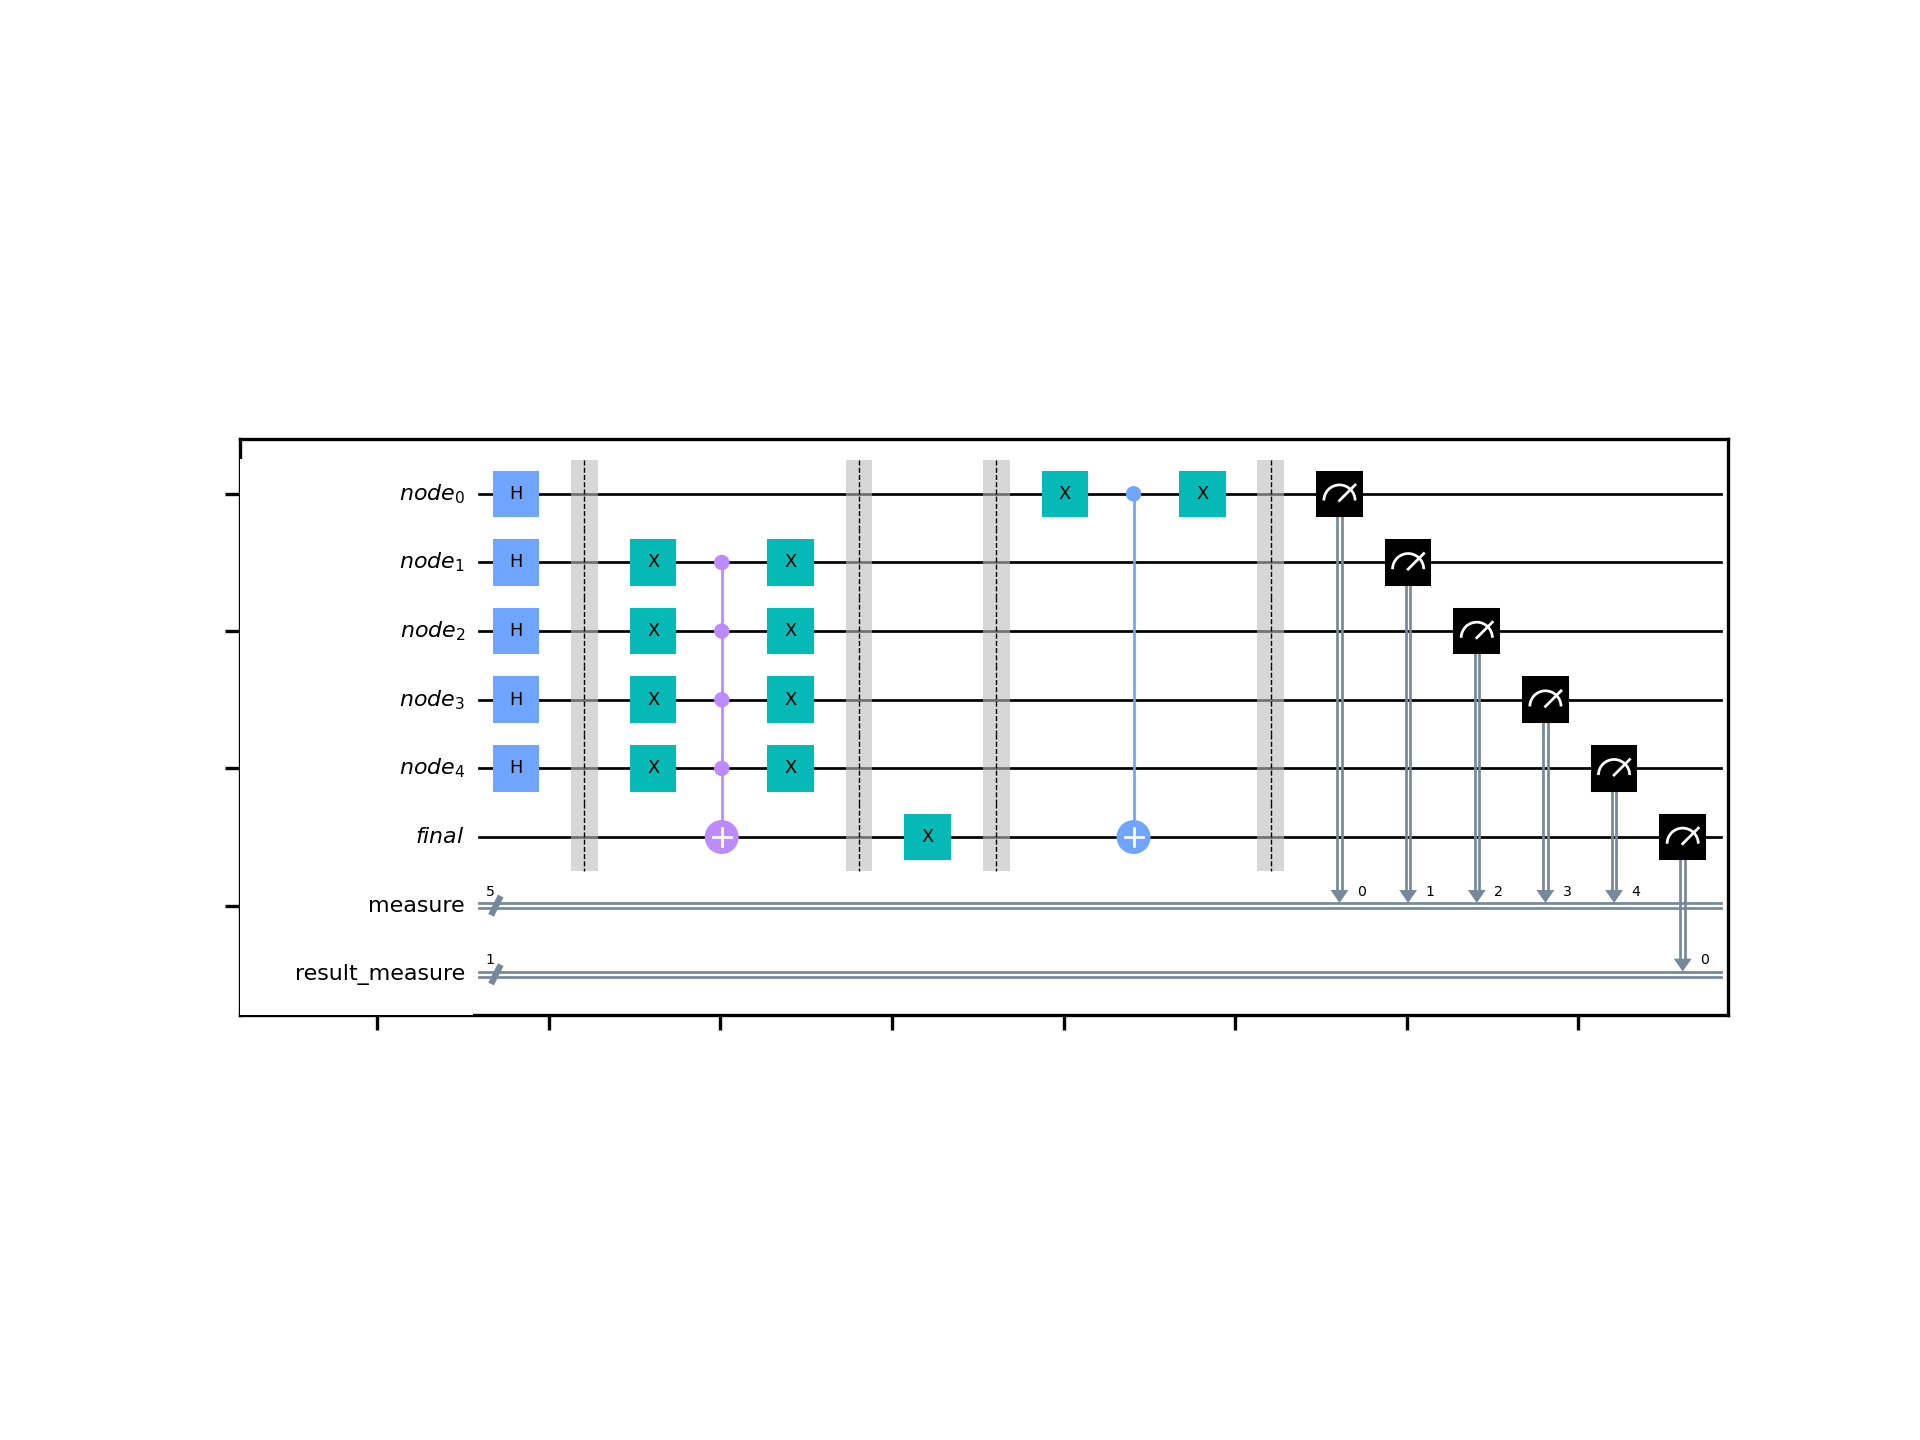 node0 H X X
node1 H X X
node2 H X X
node3 H X X
node4 H X X
final X
measure 5 0 1 2 3 4
result_measure 1 0